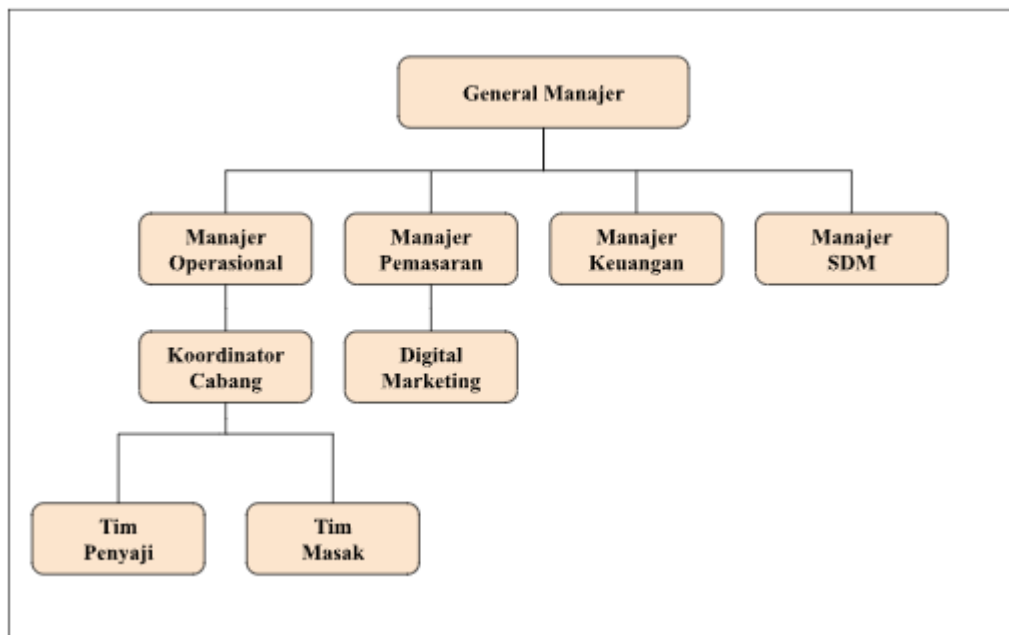 General Manajer
Manajer
Operasional
Manajer
Pemasaran
Manajer
Keuangan
Manajer
SDM
Koordinator
Cabang
Digital
Marketing
Tim
Penyaji
Tim
Masak